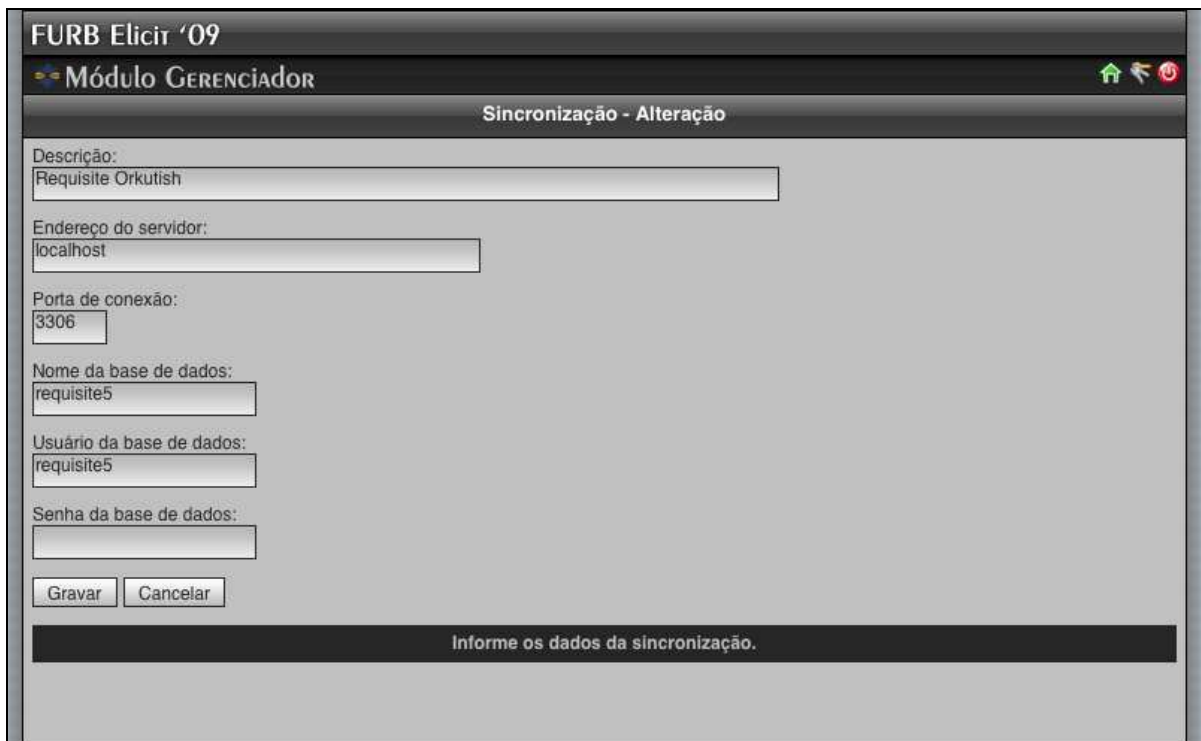 FURB Elicit '09
Módulo Gerenciador
Sincronização - Alteração
Descrição:
Requisite Orkutish
Endereço do servidor:
localhost
Porta de conexão:
3306
Nome da base de dados:
requisite5
Usuário da base de dados:
requisite5
Senha da base de dados:
Gravar Cancelar
Informe os dados da sincronização.